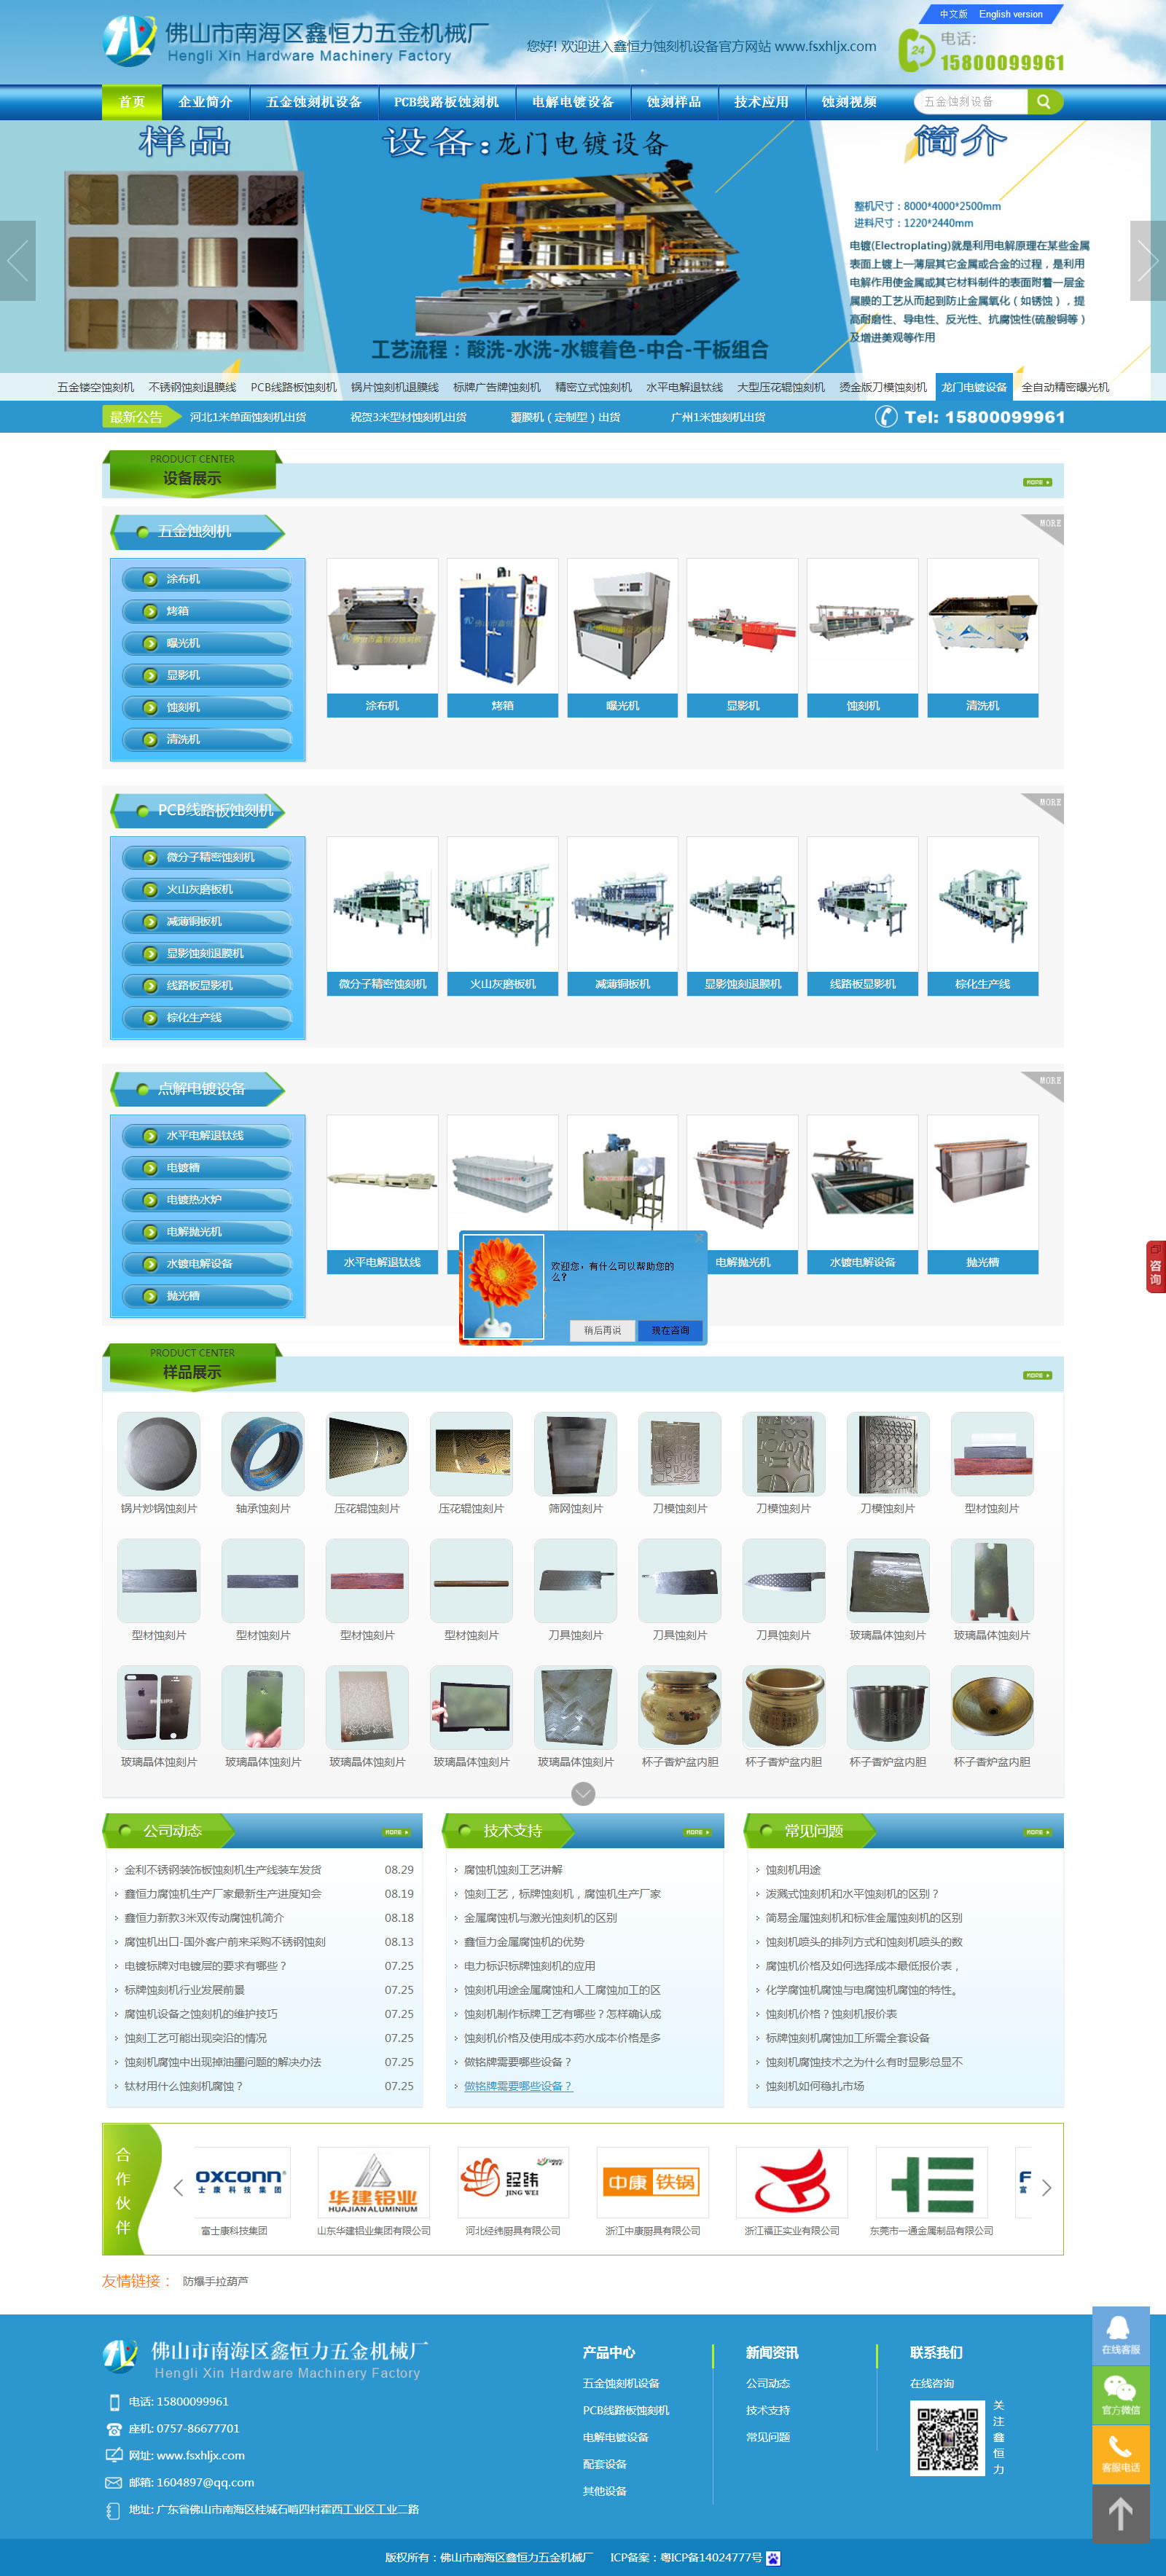 中文版 English version
佛山市南海区鑫恒力五金机械厂
Hengli Xin Hardware Machinery Factory
您好! 欢迎进入鑫恒力蚀刻机设备官方网站 www.fsxhljx.com
24
电话:
15800099961
首页 企业简介 五金蚀刻机设备 PCB线路板蚀刻机 电解电镀设备 蚀刻样品 技术应用 蚀刻视频
五金蚀刻设备
样品
设备:龙门电镀设备
简介
整机尺寸：8000*4000*2500mm
进料尺寸：1220*2440mm
电镀(Electroplating)就是利用电解原理在某些金属
表面上镀上一薄层其它金属或合金的过程，是利用
电解作用使金属或其它材料制件的表面附着一层金
属膜的工艺从而起到防止金属氧化（如锈蚀），提
高耐磨性、导电性、反光性、抗腐蚀性(硫酸铜等）
及增进美观等作用
工艺流程：酸洗-水洗-水镀着色-中合-干板组合
五金镂空蚀刻机 不锈钢蚀刻退膜线 PCB线路板蚀刻机 锅片蚀刻机退膜线 标牌广告牌蚀刻机 精密立式蚀刻机 水平电解退钛线 大型压花辊蚀刻机 烫金版刀模蚀刻机 龙门电镀设备 全自动精密曝光机
最新公告 河北1米单面蚀刻机出货 祝贺3米型材蚀刻机出货 覆膜机（定制型）出货 广州1米蚀刻机出货
Tel: 15800099961
PRODUCT CENTER
设备展示
MORE
五金蚀刻机
MORE
涂布机
烤箱
曝光机
显影机
蚀刻机
清洗机
涂布机 烤箱 曝光机 显影机 蚀刻机 清洗机
PCB线路板蚀刻机
MORE
微分子精密蚀刻机
火山灰磨板机
减薄铜板机
显影蚀刻退膜机
线路板显影机
棕化生产线
微分子精密蚀刻机 火山灰磨板机 减薄铜板机 显影蚀刻退膜机 线路板显影机 棕化生产线
点解电镀设备
MORE
水平电解退钛线
电镀槽
电镀热水炉
电解抛光机
水镀电解设备
抛光槽
水平电解退钛线 电解抛光机 水镀电解设备 抛光槽
欢迎您，有什么可以帮助您的
么？
稍后再说 现在咨询
咨询
PRODUCT CENTER
样品展示
MORE
锅片炒锅蚀刻片 轴承蚀刻片 压花辊蚀刻片 压花辊蚀刻片 筛网蚀刻片 刀模蚀刻片 刀模蚀刻片 刀模蚀刻片 型材蚀刻片
型材蚀刻片 型材蚀刻片 型材蚀刻片 型材蚀刻片 刀具蚀刻片 刀具蚀刻片 刀具蚀刻片 玻璃晶体蚀刻片 玻璃晶体蚀刻片
玻璃晶体蚀刻片 玻璃晶体蚀刻片 玻璃晶体蚀刻片 玻璃晶体蚀刻片 玻璃晶体蚀刻片 杯子香炉盆内胆 杯子香炉盆内胆 杯子香炉盆内胆 杯子香炉盆内胆
公司动态 MORE
金利不锈钢装饰板蚀刻机生产线装车发货 08.29
鑫恒力腐蚀机生产厂家最新生产进度知会 08.19
鑫恒力新款3米双传动腐蚀机简介 08.18
腐蚀机出口-国外客户前来采购不锈钢蚀刻 08.13
电镀标牌对电镀层的要求有哪些？ 07.25
标牌蚀刻机行业发展前景 07.25
腐蚀机设备之蚀刻机的维护技巧 07.25
蚀刻工艺可能出现突沿的情况 07.25
蚀刻机腐蚀中出现掉油墨问题的解决办法 07.25
钛材用什么蚀刻机腐蚀？ 07.25
技术支持 MORE
腐蚀机蚀刻工艺讲解
蚀刻工艺，标牌蚀刻机，腐蚀机生产厂家
金属腐蚀机与激光蚀刻机的区别
鑫恒力金属腐蚀机的优势
电力标识标牌蚀刻机的应用
蚀刻机用途金属腐蚀和人工腐蚀加工的区
蚀刻机制作标牌工艺有哪些？怎样确认成
蚀刻机价格及使用成本药水成本价格是多
做铭牌需要哪些设备？
做铭牌需要哪些设备？
常见问题 MORE
蚀刻机用途
泼溅式蚀刻机和水平蚀刻机的区别？
简易金属蚀刻机和标准金属蚀刻机的区别
蚀刻机喷头的排列方式和蚀刻机喷头的数
腐蚀机价格及如何选择成本最低报价表，
化学腐蚀机腐蚀与电腐蚀机腐蚀的特性。
蚀刻机价格？蚀刻机报价表
标牌蚀刻机腐蚀加工所需全套设备
蚀刻机腐蚀技术之为什么有时显影总显不
蚀刻机如何稳扎市场
合作伙伴
OXCONN
士康科技集团
华建铝业
HUAJIAN ALUMINIUM
经纬
JING WEI
中康 铁锅
富士康科技集团 山东华建铝业集团有限公司 河北经纬厨具有限公司 浙江中康厨具有限公司 浙江福正实业有限公司 东莞市一通金属制品有限公司
友情链接： 防爆手拉葫芦
佛山市南海区鑫恒力五金机械厂
Hengli Xin Hardware Machinery Factory
电话: 15800099961
座机: 0757-86677701
网址: www.fsxhljx.com
邮箱: 1604897@qq.com
地址: 广东省佛山市南海区桂城石啃四村霍西工业区工业二路
产品中心
五金蚀刻机设备
PCB线路板蚀刻机
电解电镀设备
配套设备
其他设备
新闻资讯
公司动态
技术支持
常见问题
联系我们
在线咨询
关注鑫恒力
在线客服
官方微信
客服电话
版权所有：佛山市南海区鑫恒力五金机械厂 ICP备案：粤ICP备14024777号